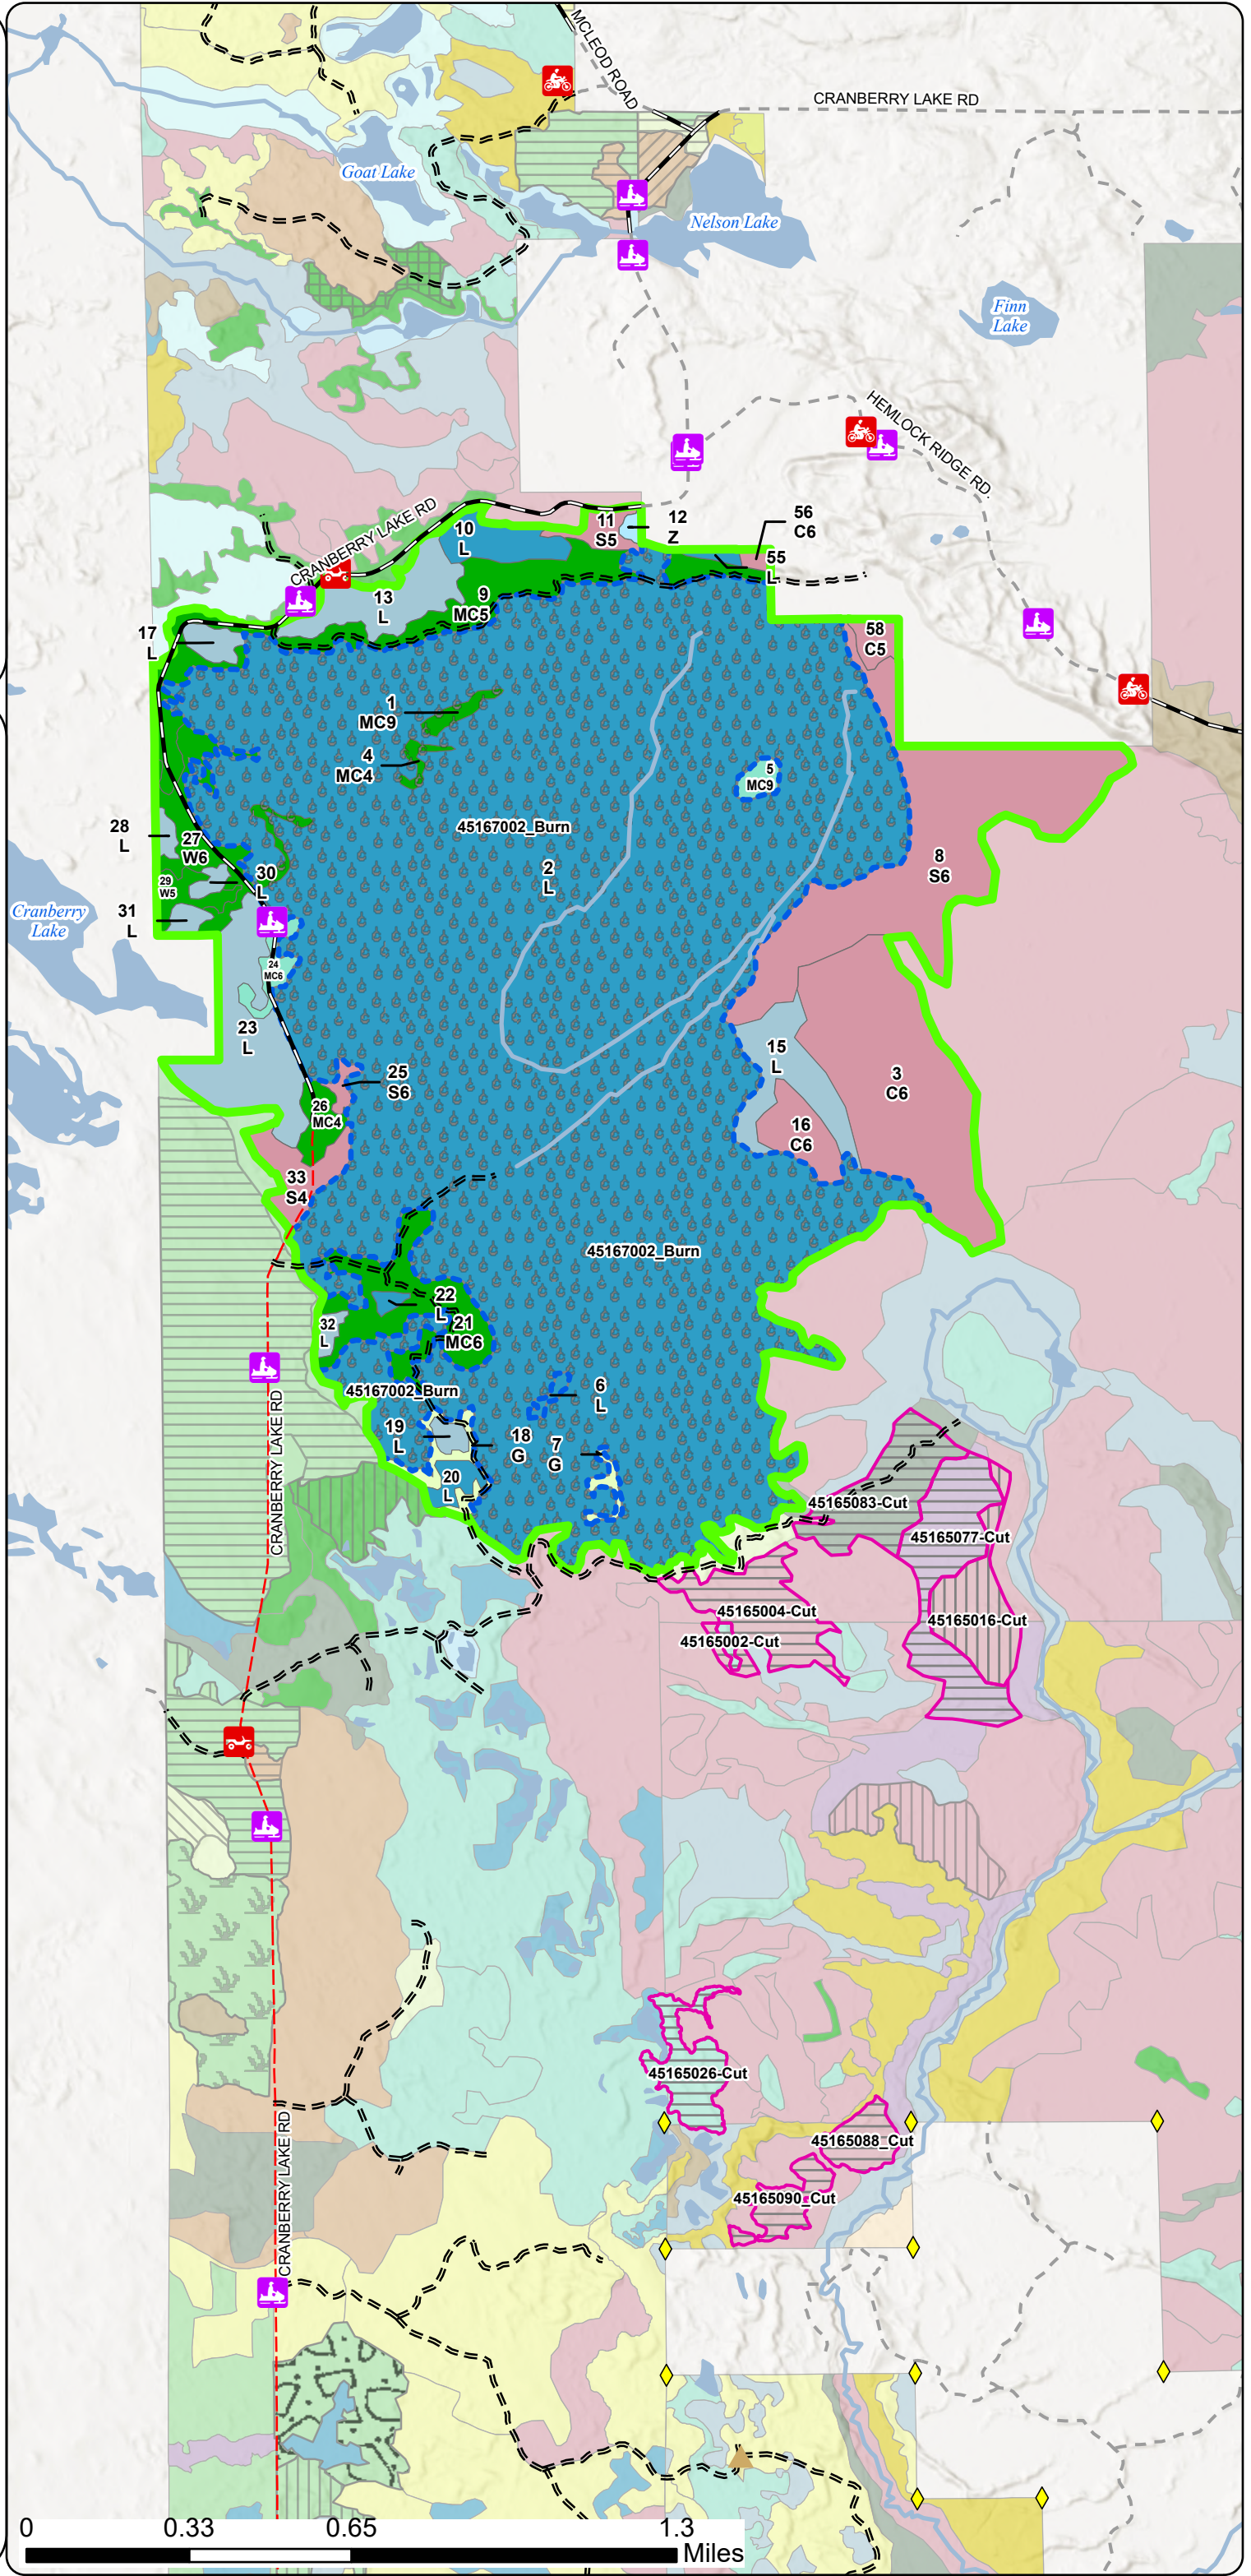 MCLEOD ROAD
CRANBERRY LAKE RD
Goat Lake
Nelson Lake
Finn
Lake
HEMLOCK RIDGE RD.
CRANBERRY LAKE RD
10
L
11
S5
12
Z
56
C6
55
L
13
L
9
MC5
17
L
58
C5
1
MC9
4
MC4
5
MC9
45167002_Burn
28
L
27
W6
2
L
8
S6
29
W5
30
L
31
L
Cranberry
Lake
24
MC6
23
L
15
L
3
C6
25
S6
26
MC4
16
C6
33
S4
45167002_Burn
22
L
21
MC6
32
L
45167002_Burn
6
L
19
L
18
G
7
G
20
L
CRANBERRY LAKE RD
45165083-Cut
45165077-Cut
45165004-Cut
45165016-Cut
45165002-Cut
45165026-Cut
45165088_Cut
45165090_Cut
CRANBERRY LAKE RD
0 0.33 0.65 1.3
Miles